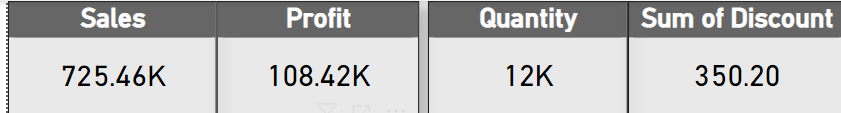 Sales Profit Quantity Sum of Discount
725.46K 108.42K 12K 350.20